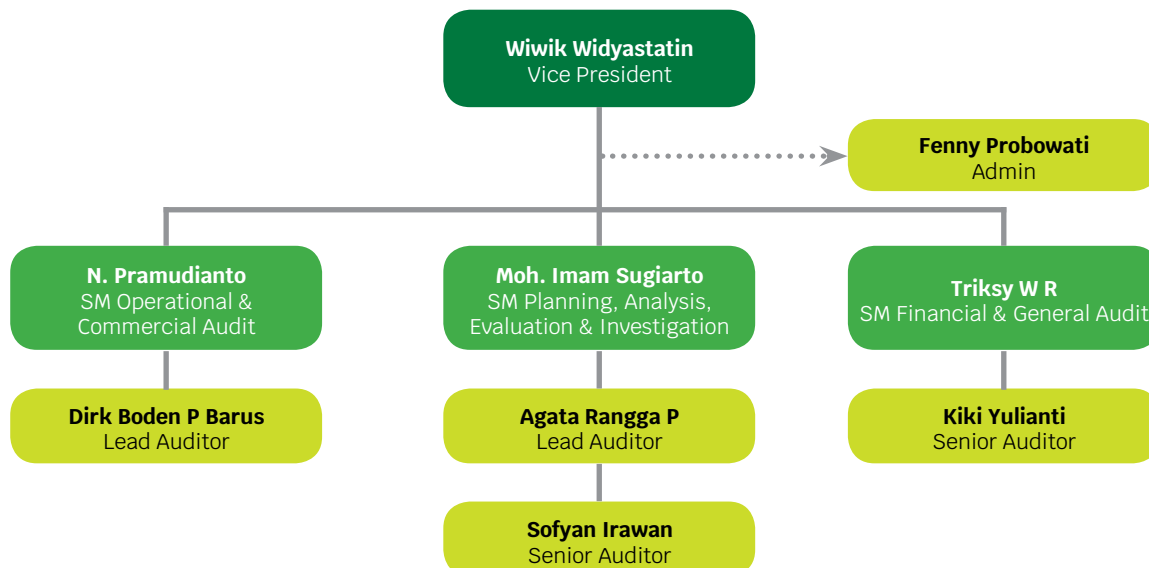 Wiwik Widyastatin
Vice President
Fenny Probowati
Admin
N. Pramudianto
SM Operational &
Commercial Audit
Moh. Imam Sugiarto
SM Planning, Analysis,
Evaluation & Investigation
Triksy W R
SM Financial & General Audit
Dirk Boden P Barus
Lead Auditor
Agata Rangga P
Lead Auditor
Kiki Yulianti
Senior Auditor
Sofyan Irawan
Senior Auditor